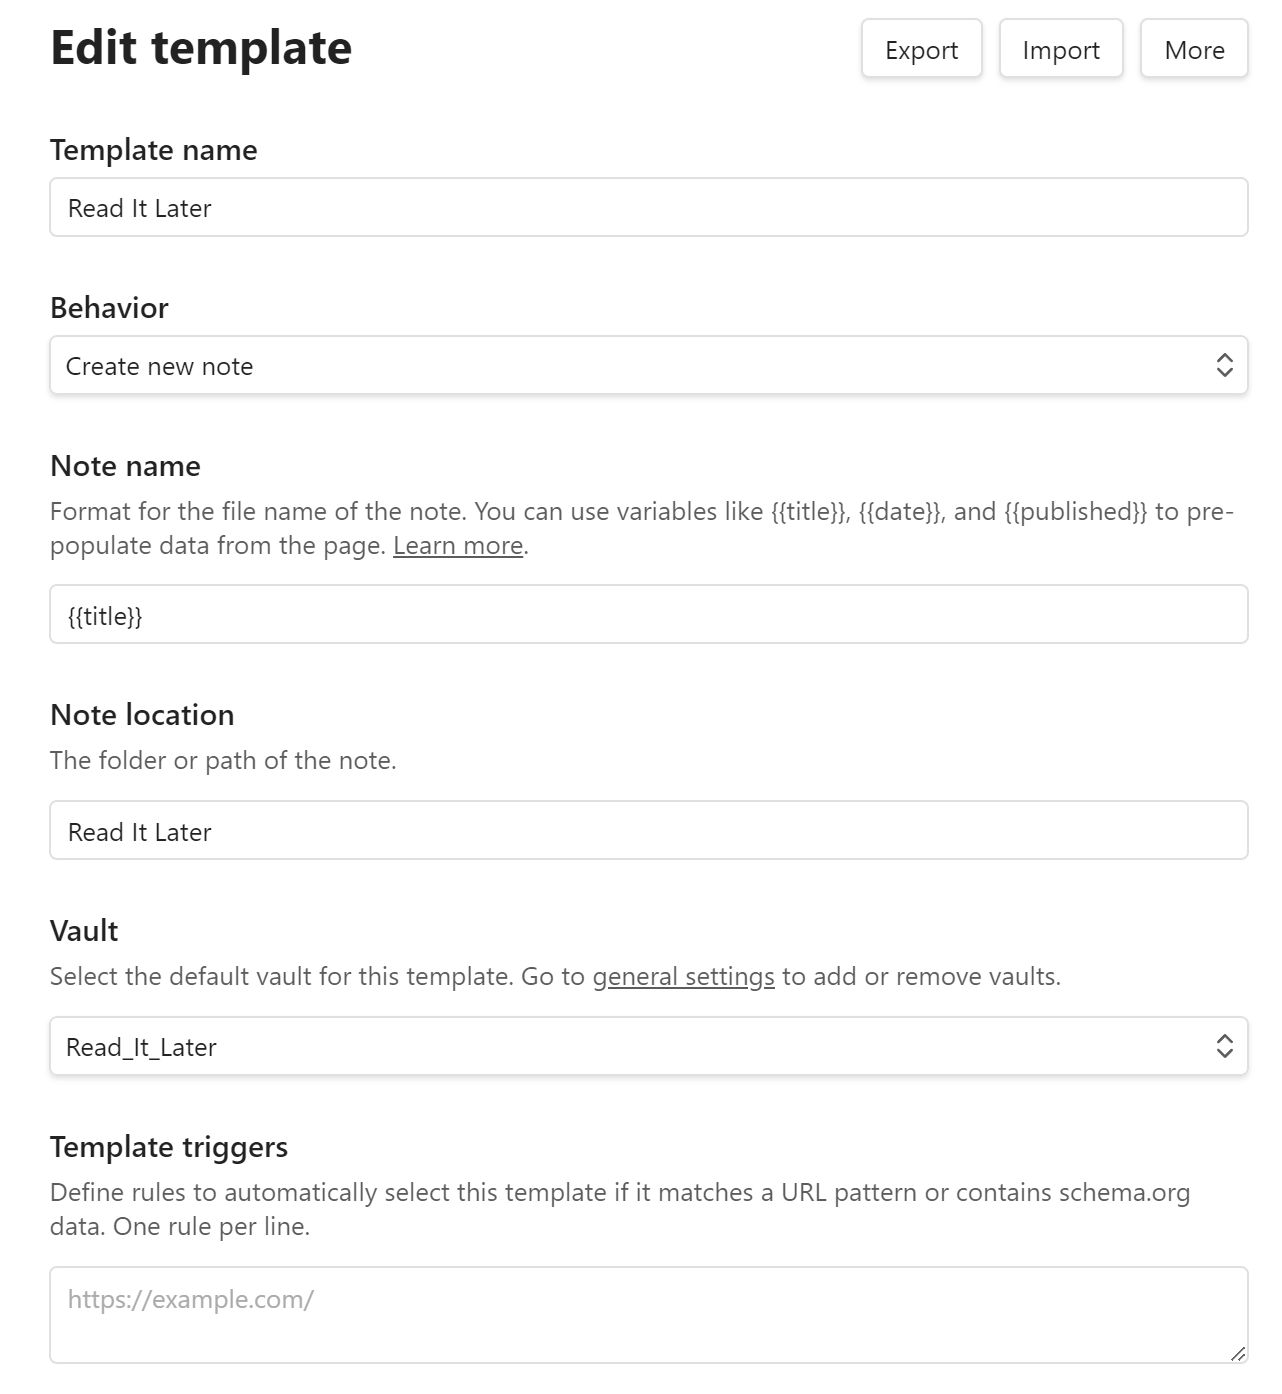 Edit template
Export
Import
More
Template name
Read It Later
Behavior
Create new note
Note name
Format for the file name of the note. You can use variables like {{title}}, {{date}}, and {{published}} to pre-
populate data from the page. Learn more.
{{title}}
Note location
The folder or path of the note.
Read It Later
Vault
Select the default vault for this template. Go to general settings to add or remove vaults.
Read_It_Later
Template triggers
Define rules to automatically select this template if it matches a URL pattern or contains schema.org
data. One rule per line.
https://example.com/